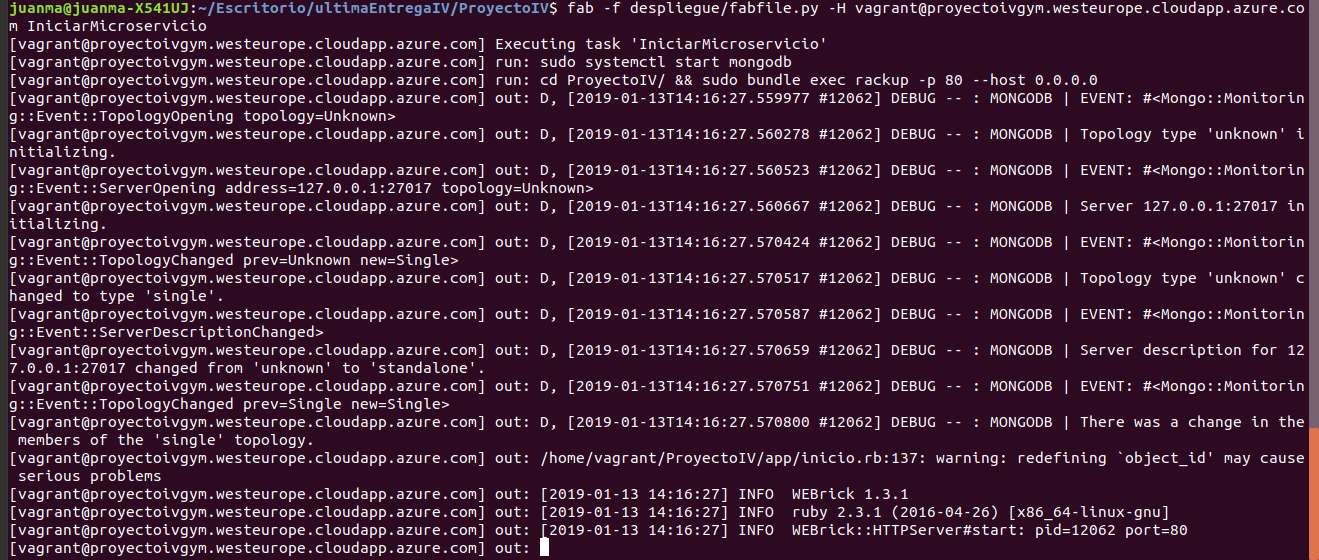 juanma@juanma-X541UJ:~/Escritorio/ultimaEntregaIV/ProyectoIV$ fab -f despliegue/fabfile.py -H vagrant@proyectoivgym.westeurope.cloudapp.azure.co
m IniciarMicroservicio
[vagrant@proyectoivgym.westeurope.cloudapp.azure.com] Executing task 'IniciarMicroservicio'
[vagrant@proyectoivgym.westeurope.cloudapp.azure.com] run: sudo systemctl start mongodb
[vagrant@proyectoivgym.westeurope.cloudapp.azure.com] run: cd ProyectoIV/ && sudo bundle exec rackup -p 80 --host 0.0.0.0
[vagrant@proyectoivgym.westeurope.cloudapp.azure.com] out: D, [2019-01-13T14:16:27.559977 #12062] DEBUG -- : MONGODB | EVENT: #<Mongo::Monitorin
g::Event::TopologyOpening topology=Unknown>
[vagrant@proyectoivgym.westeurope.cloudapp.azure.com] out: D, [2019-01-13T14:16:27.560278 #12062] DEBUG -- : MONGODB | Topology type 'unknown' i
nitializing.
[vagrant@proyectoivgym.westeurope.cloudapp.azure.com] out: D, [2019-01-13T14:16:27.560523 #12062] DEBUG -- : MONGODB | EVENT: #<Mongo::Monitorin
g::Event::ServerOpening address=127.0.0.1:27017 topology=Unknown>
[vagrant@proyectoivgym.westeurope.cloudapp.azure.com] out: D, [2019-01-13T14:16:27.560667 #12062] DEBUG -- : MONGODB | Server 127.0.0.1:27017 in
itializing.
[vagrant@proyectoivgym.westeurope.cloudapp.azure.com] out: D, [2019-01-13T14:16:27.570424 #12062] DEBUG -- : MONGODB | EVENT: #<Mongo::Monitorin
g::Event::TopologyChanged prev=Unknown new=Single>
[vagrant@proyectoivgym.westeurope.cloudapp.azure.com] out: D, [2019-01-13T14:16:27.570517 #12062] DEBUG -- : MONGODB | Topology type 'unknown' c
hanged to type 'single'.
[vagrant@proyectoivgym.westeurope.cloudapp.azure.com] out: D, [2019-01-13T14:16:27.570587 #12062] DEBUG -- : MONGODB | EVENT: #<Mongo::Monitorin
g::Event::ServerDescriptionChanged>
[vagrant@proyectoivgym.westeurope.cloudapp.azure.com] out: D, [2019-01-13T14:16:27.570659 #12062] DEBUG -- : MONGODB | Server description for 12
7.0.0.1:27017 changed from 'unknown' to 'standalone'.
[vagrant@proyectoivgym.westeurope.cloudapp.azure.com] out: D, [2019-01-13T14:16:27.570751 #12062] DEBUG -- : MONGODB | EVENT: #<Mongo::Monitorin
g::Event::TopologyChanged prev=Single new=Single>
[vagrant@proyectoivgym.westeurope.cloudapp.azure.com] out: D, [2019-01-13T14:16:27.570800 #12062] DEBUG -- : MONGODB | There was a change in the
 members of the 'single' topology.
[vagrant@proyectoivgym.westeurope.cloudapp.azure.com] out: /home/vagrant/ProyectoIV/app/inicio.rb:137: warning: redefining `object_id' may cause
 serious problems
[vagrant@proyectoivgym.westeurope.cloudapp.azure.com] out: [2019-01-13 14:16:27] INFO  WEBrick 1.3.1
[vagrant@proyectoivgym.westeurope.cloudapp.azure.com] out: [2019-01-13 14:16:27] INFO  ruby 2.3.1 (2016-04-26) [x86_64-linux-gnu]
[vagrant@proyectoivgym.westeurope.cloudapp.azure.com] out: [2019-01-13 14:16:27] INFO  WEBrick::HTTPServer#start: pid=12062 port=80
[vagrant@proyectoivgym.westeurope.cloudapp.azure.com] out: